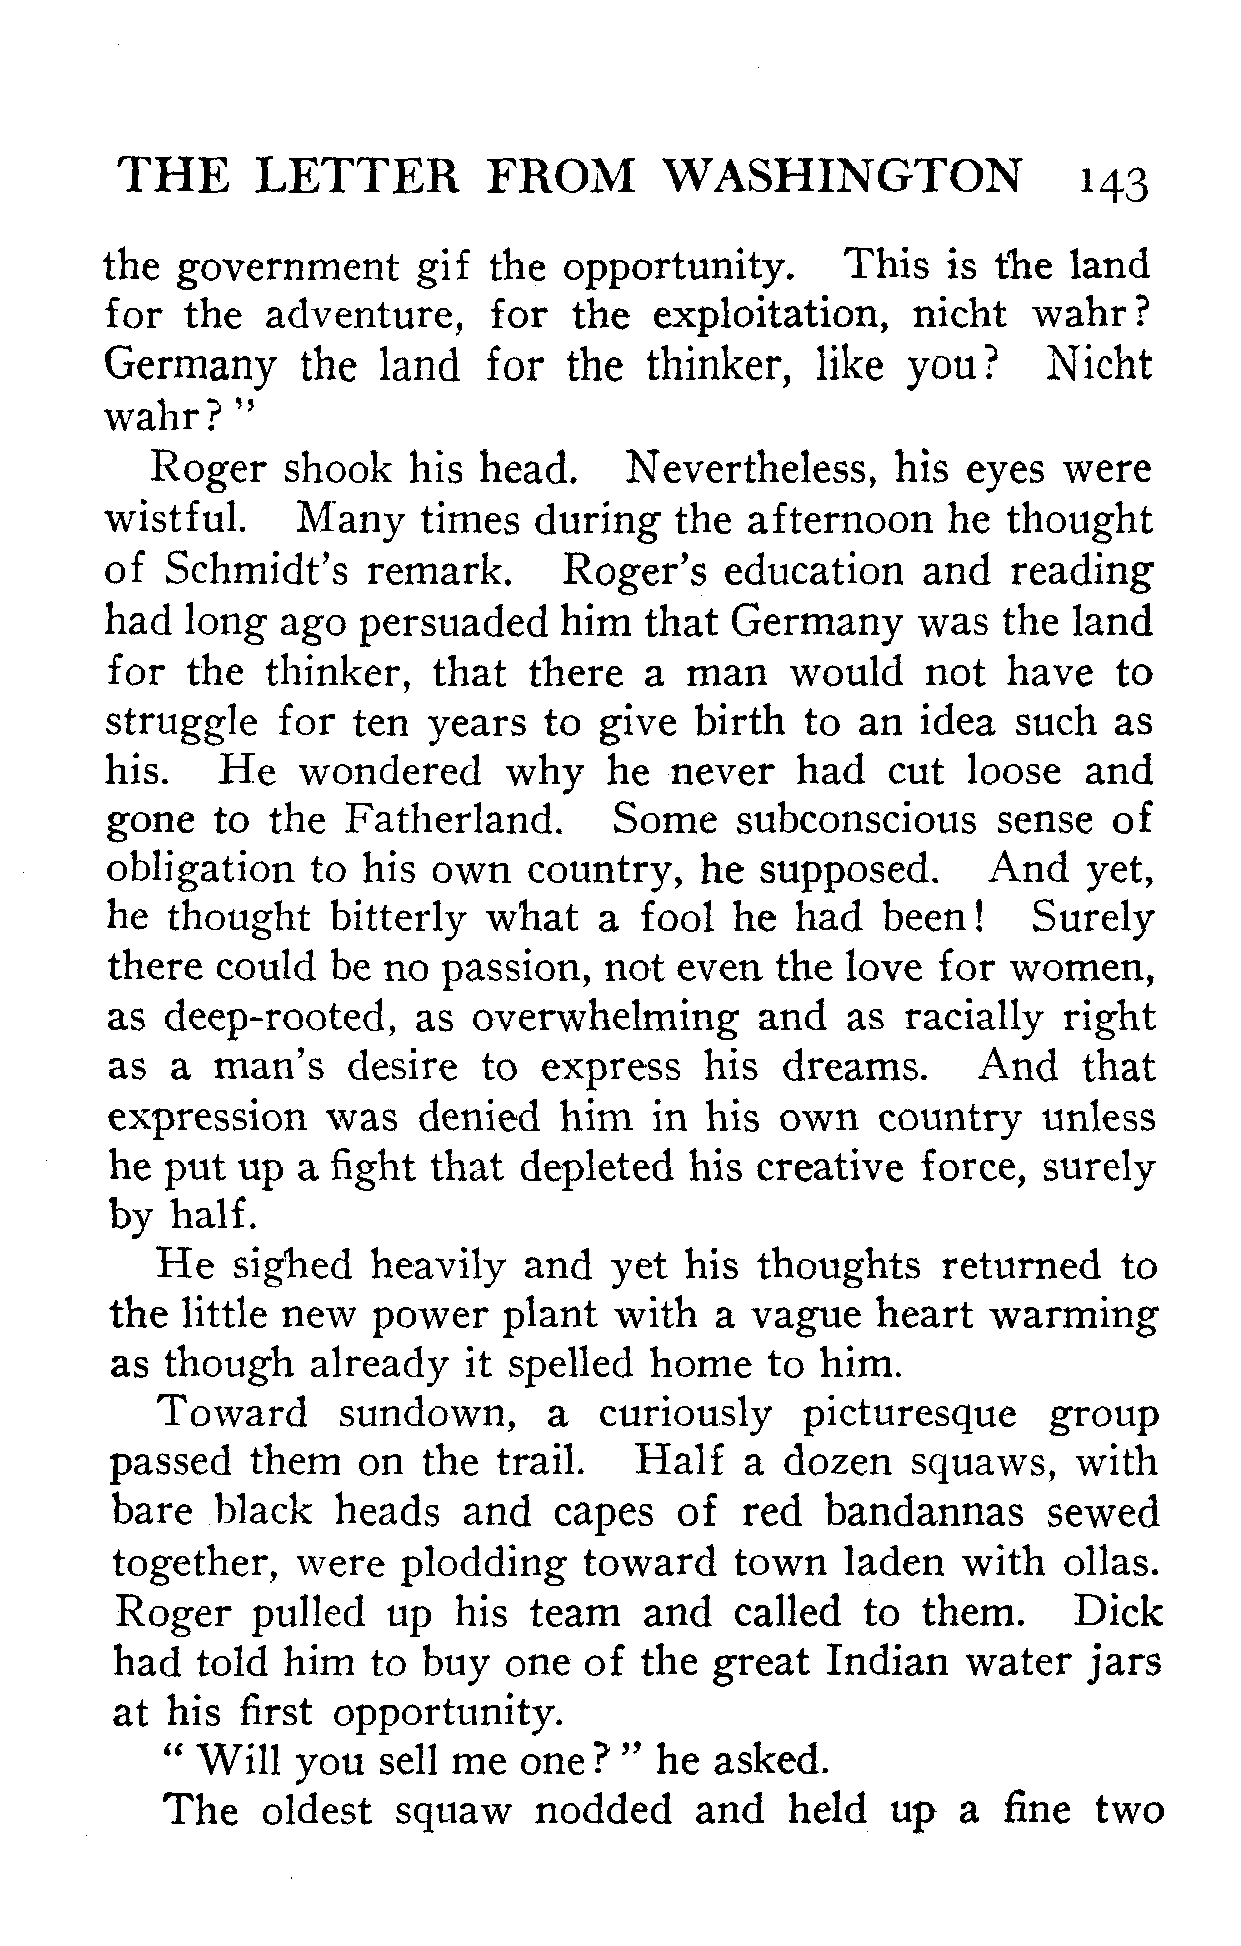 THE LETTER FROM WASHINGTON 143
the government gif the opportunity. This is the land
for the adventure, for the exploitation, nicht wahr?
Germany the land for the thinker, like you? Nicht
wahr?"
Roger shook his head. Nevertheless, his eyes were
wistful. Many times during the afternoon he thought
of Schmidt's remark. Roger's education and reading
had long ago persuaded him that Germany was the land
for the thinker, that there a man would not have to
struggle for ten years to give birth to an idea such as
his. He wondered why he never had cut loose and
gone to the Fatherland. Some subconscious sense of
obligation to his own country, he supposed. And yet,
he thought bitterly what a fool he had been! Surely
there could be no passion, not even the love for women,
as deep-rooted, as overwhelming and as racially right
as a man's desire to express his dreams. And that
expression was denied him in his own country unless
he put up a fight that depleted his creative force, surely
by half.
He sighed heavily and yet his thoughts returned to
the little new power plant with a vague heart warming
as though already it spelled home to him.
Toward sundown, a curiously picturesque group
passed them on the trail. Half a dozen squaws, with
bare black heads and capes of red bandannas sewed
together, were plodding toward town laden with ollas.
Roger pulled up his team and called to them. Dick
had told him to buy one of the great Indian water jars
at his first opportunity.
"Will you sell me one?" he asked.
The oldest squaw nodded and held up a fine two